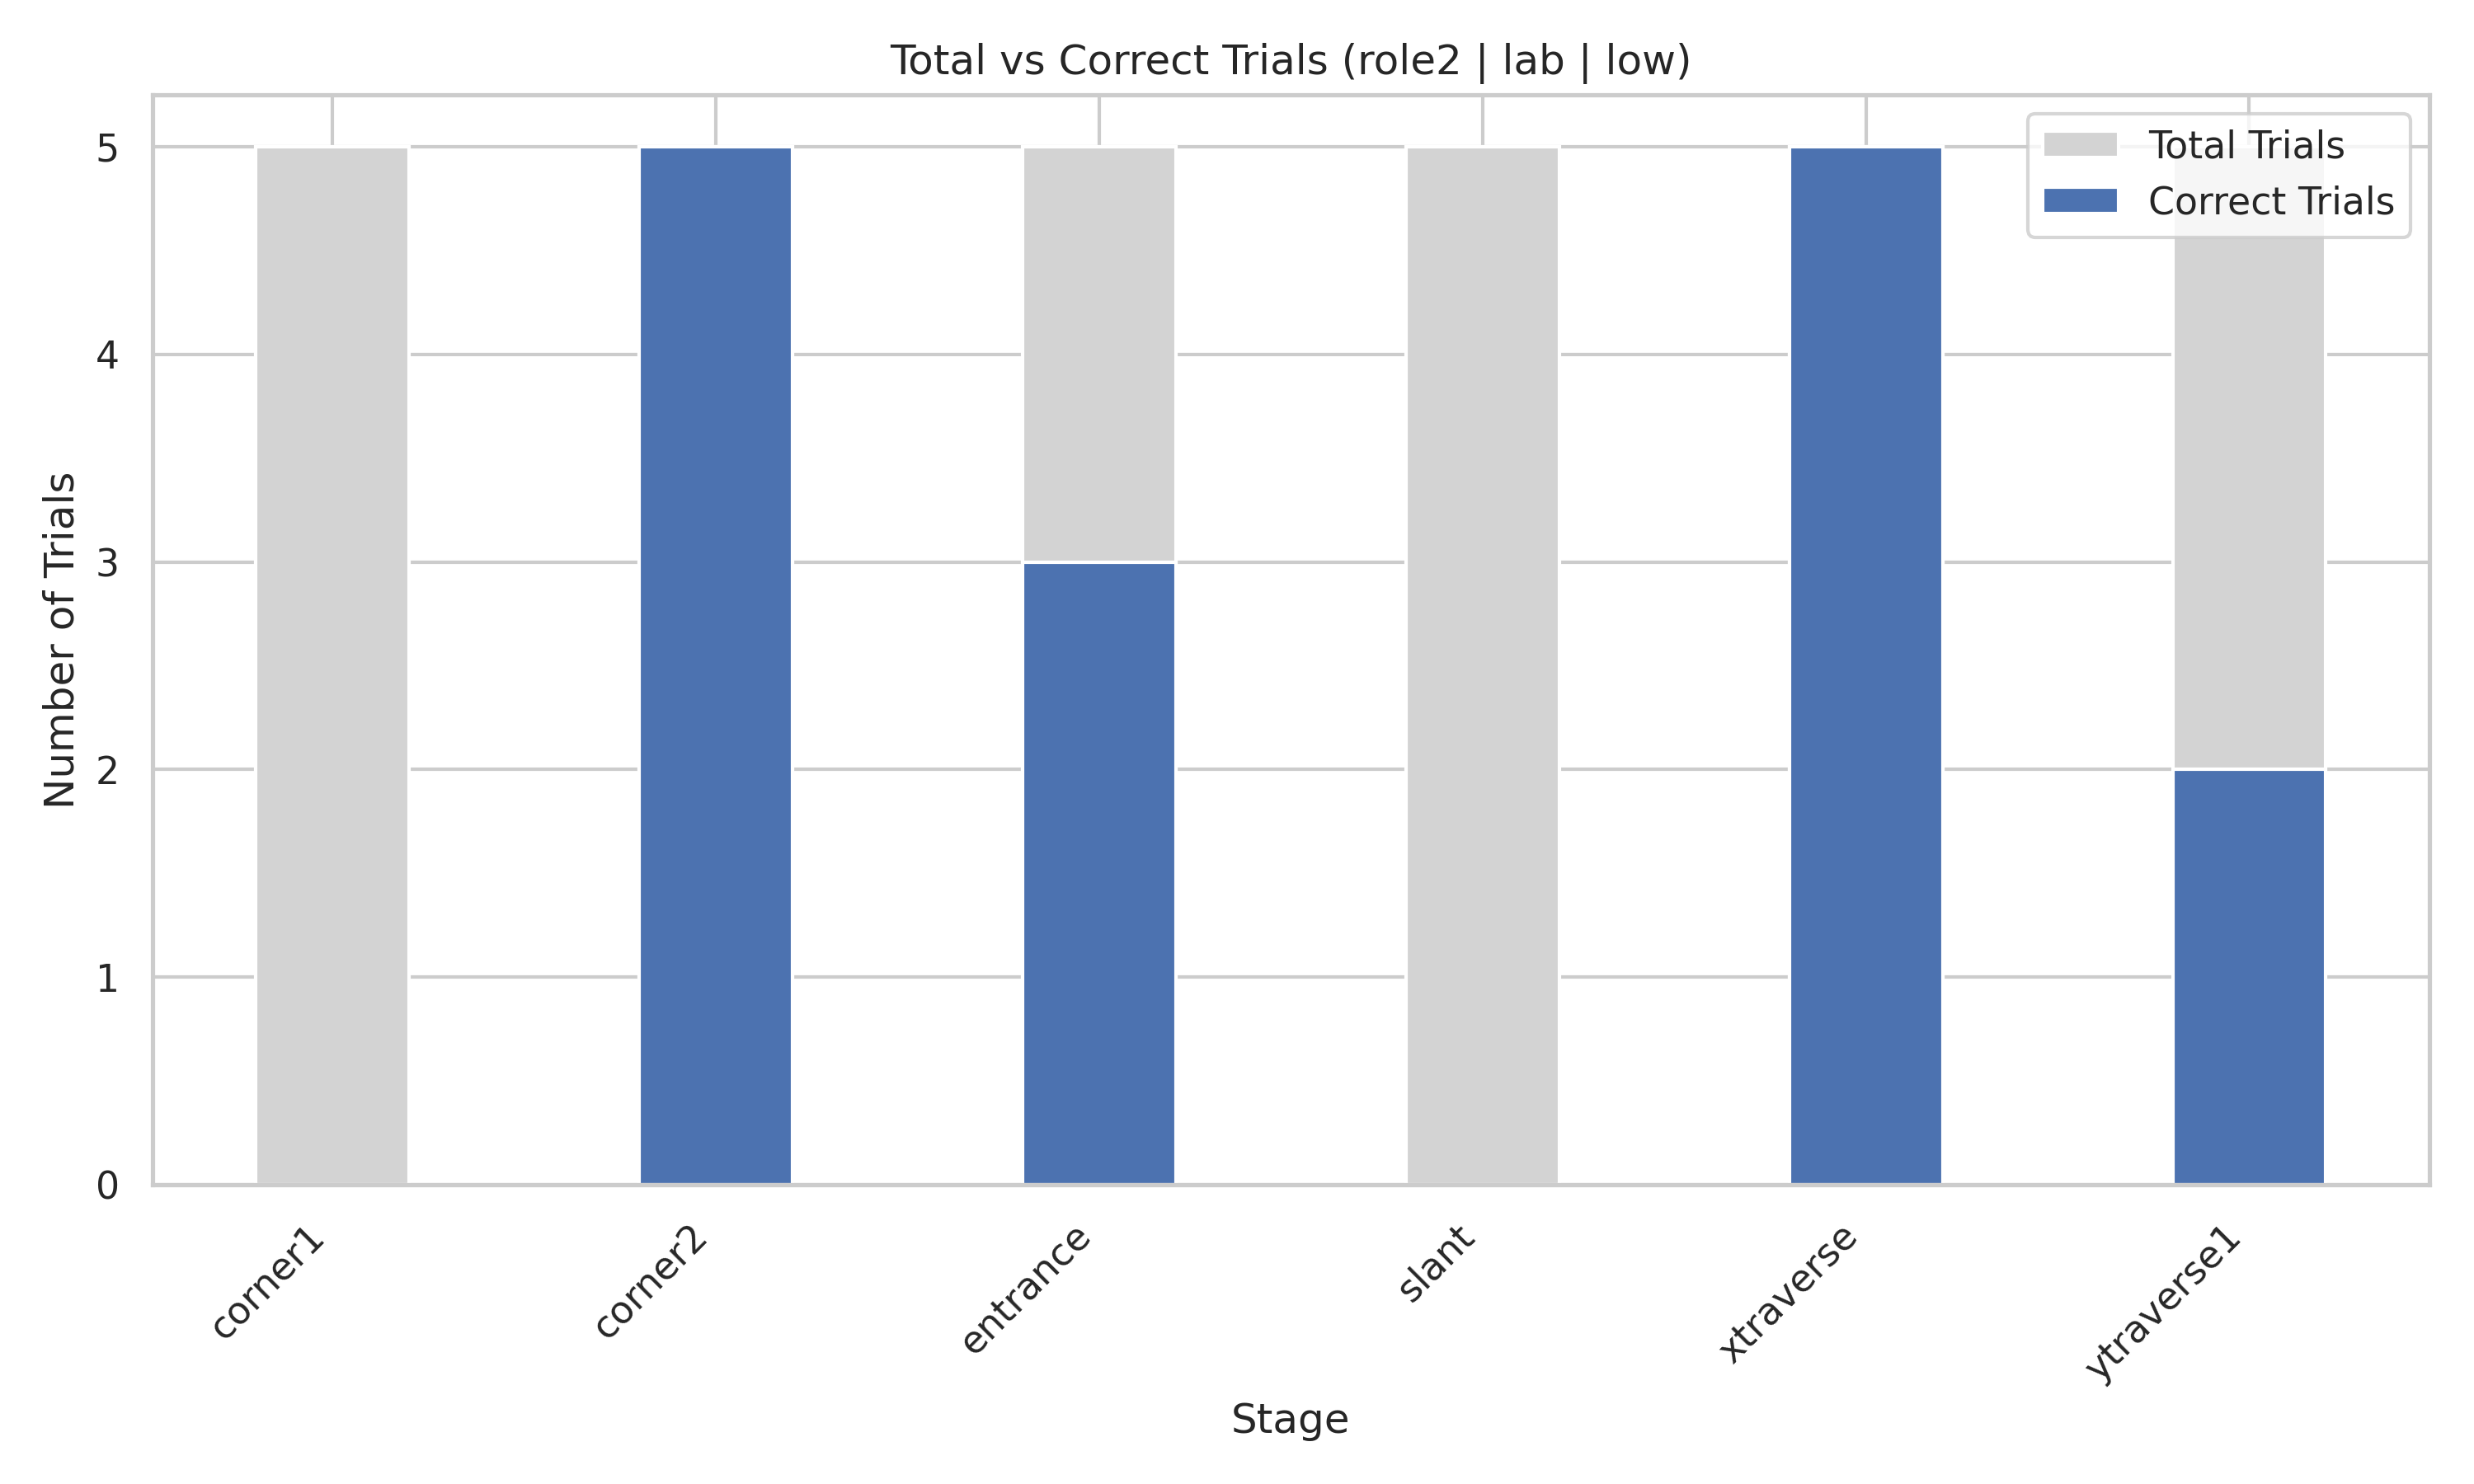 Total vs Correct Trials (role2 | lab | low)
Total Trials
Correct Trials
Number of Trials
5
4
3
2
1
0
corner1
corner2
entrance
slant
xtraverse
ytraverse1
Stage